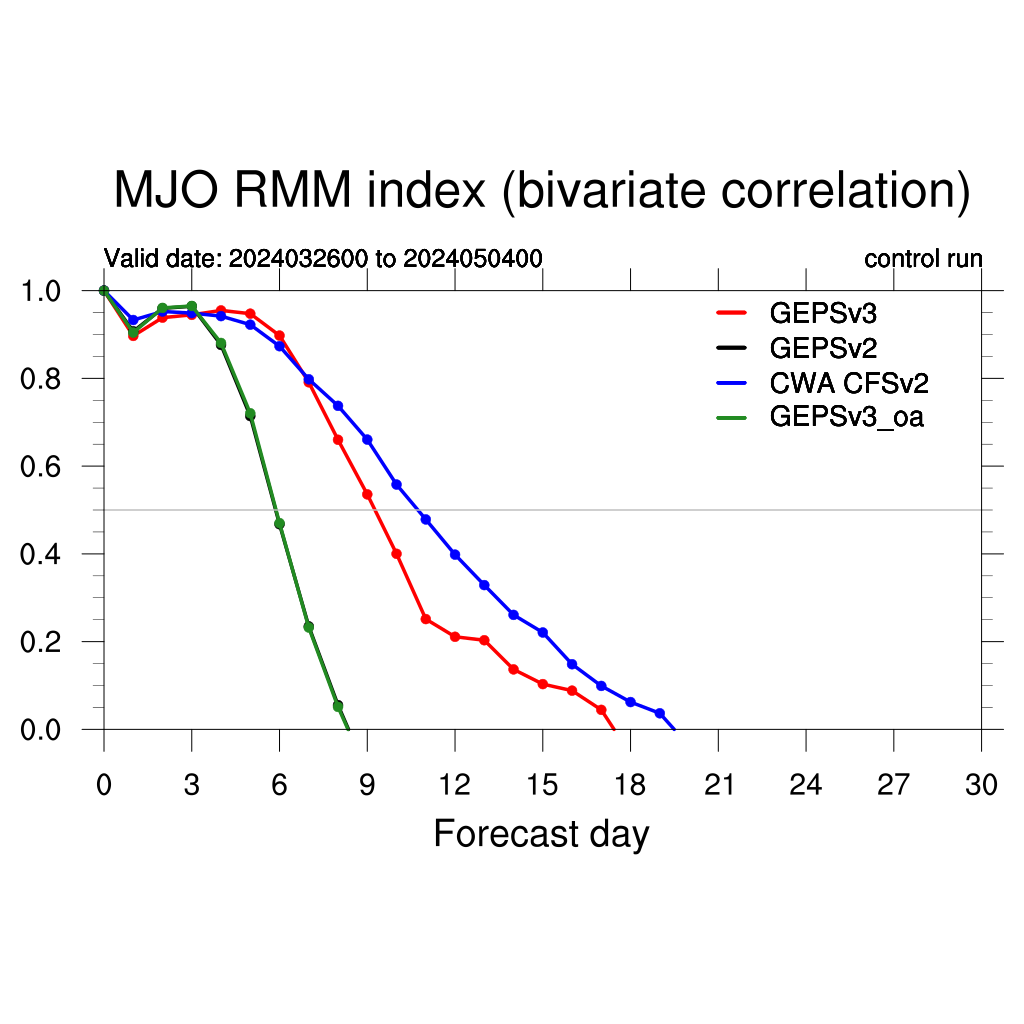 MJO RMM index (bivariate correlation)
Valid date: 2024032600 to 2024050400 control run
1.0
0.8
0.6
0.4
0.2
0.0
GEPSv3
GEPSv2
CWA CFSv2
GEPSv3_oa
0 3 6 9 12 15 18 21 24 27 30
Forecast day